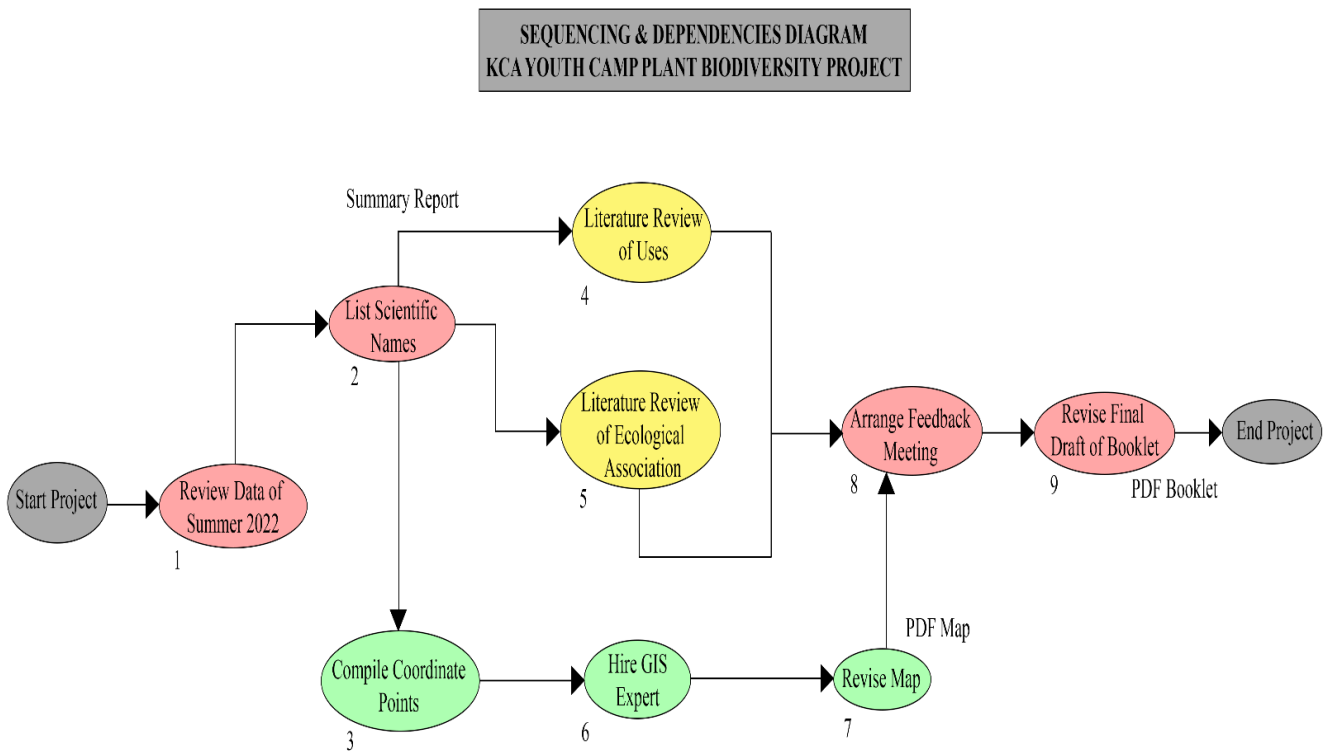 SEQUENCING & DEPENDENCIES DIAGRAM
KCA YOUTH CAMP PLANT BIODIVERSITY PROJECT
Start Project
Review Data of
Summer 2022
1
List Scientific
Names
2
Summary Report
Literature Review
of Uses
4
Literature Review
of Ecological
Association
5
Compile Coordinate
Points
3
Hire GIS
Expert
6
Revise Map
7
PDF Map
Arrange Feedback
Meeting
8
Revise Final
Draft of Booklet
9
PDF Booklet
End Project